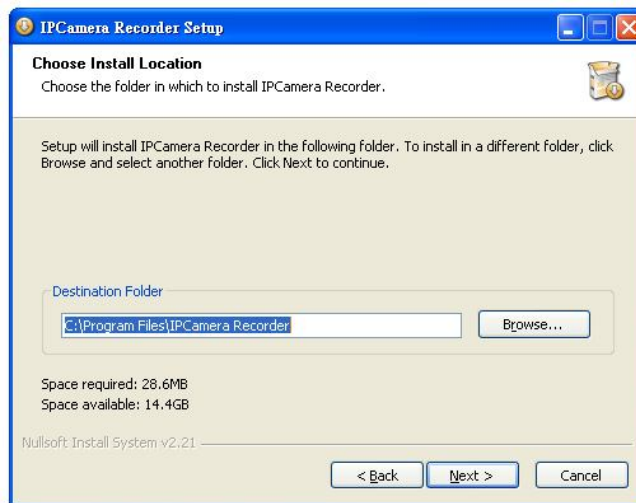 IPCamera Recorder Setup
Choose Install Location
Choose the folder in which to install IPCamera Recorder.
Setup will install IPCamera Recorder in the following folder. To install in a different folder, click
Browse and select another folder. Click Next to continue.
Destination Folder
C:\Program Files\IPCamera Recorder
Browse...
Space required: 28.6MB
Space available: 14.4GB
Nullsoft Install System v2.21
< Back
Next >
Cancel